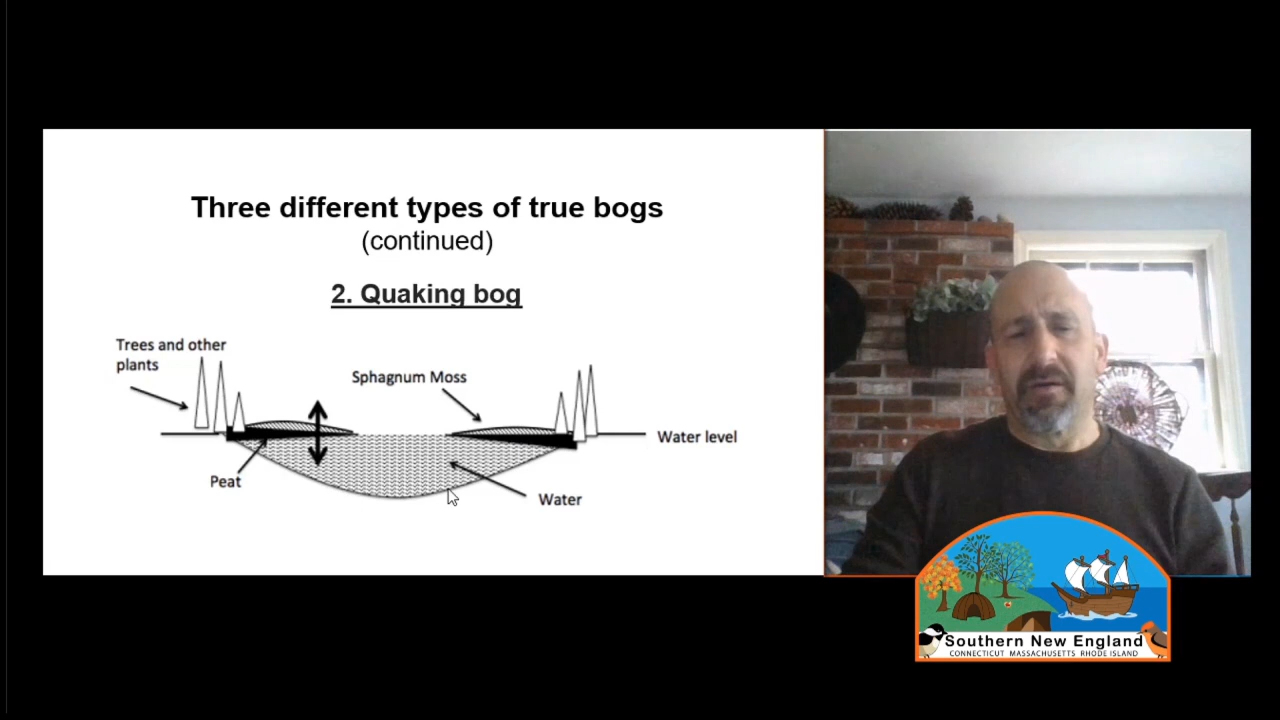 Three different types of true bogs
(continued)
2. Quaking bog
Trees and other
plants
Sphagnum Moss
Water level
Peat
Water
Southern New England
CONNECTICUT MASSACHUSETTS RHODE ISLAND